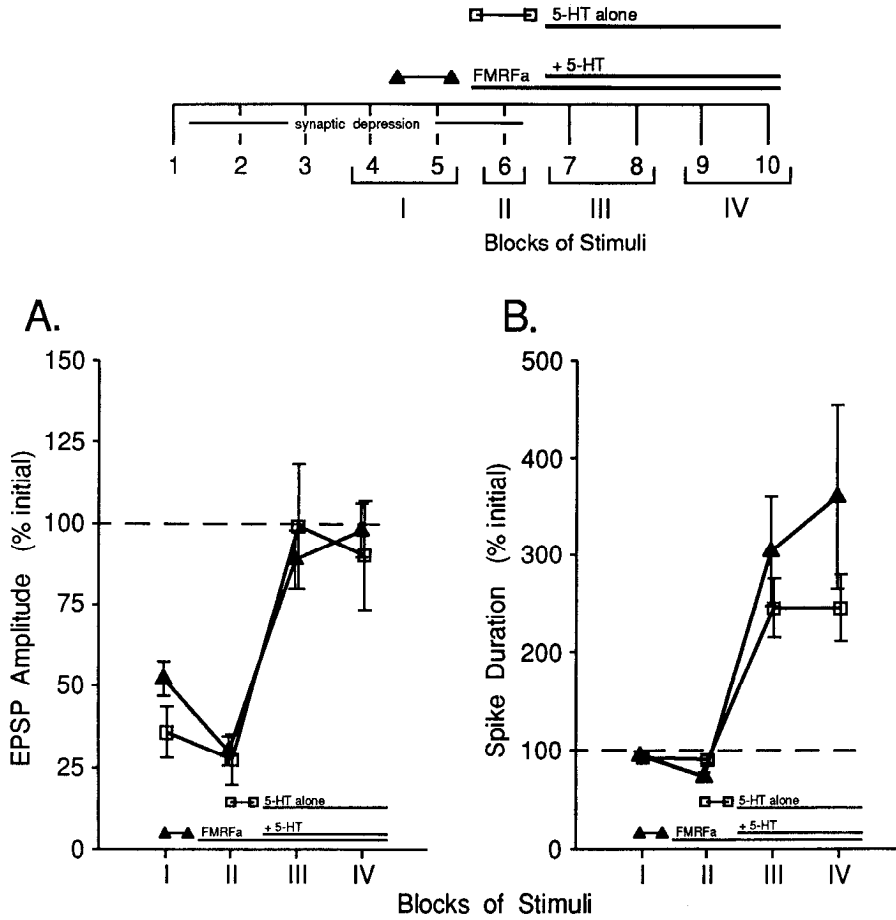 5-HT alone
+ 5-HT
FMRFa
synaptic depression
1 2 3 4 5 6 7 8 9 10
I II III IV
Blocks of Stimuli
A.
EPSP Amplitude (% initial)
150
125
100
75
50
25
0
5-HT alone
FMRFa + 5-HT
I II III IV
B.
Spike Duration (% initial)
500
400
300
200
100
0
5-HT alone
FMRFa + 5-HT
I II III IV
Blocks of Stimuli